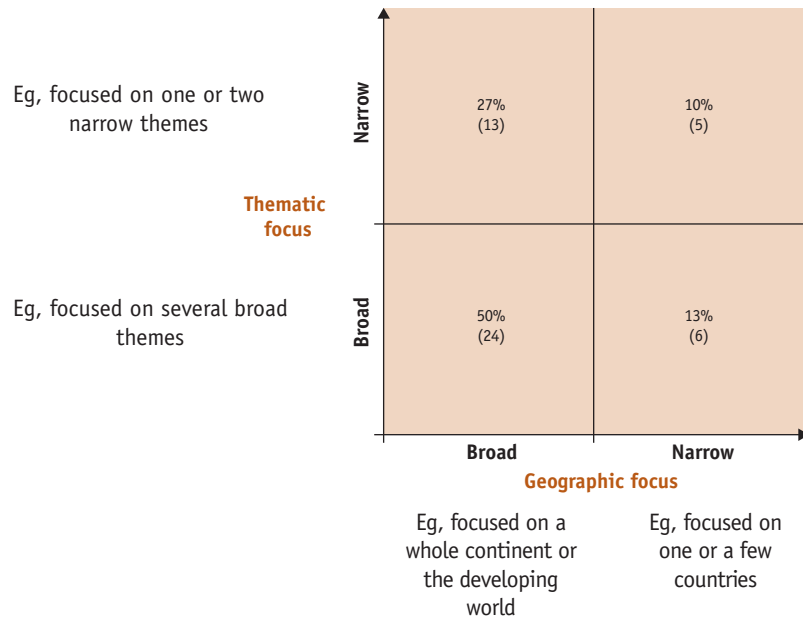 Eg, focused on one or two
narrow themes
Narrow
27%
(13)
10%
(5)
Thematic
focus
Eg, focused on several broad
themes
Broad
50%
(24)
13%
(6)
Broad
Narrow
Geographic focus
Eg, focused on a
whole continent or
the developing
world
Eg, focused on
one or a few
countries